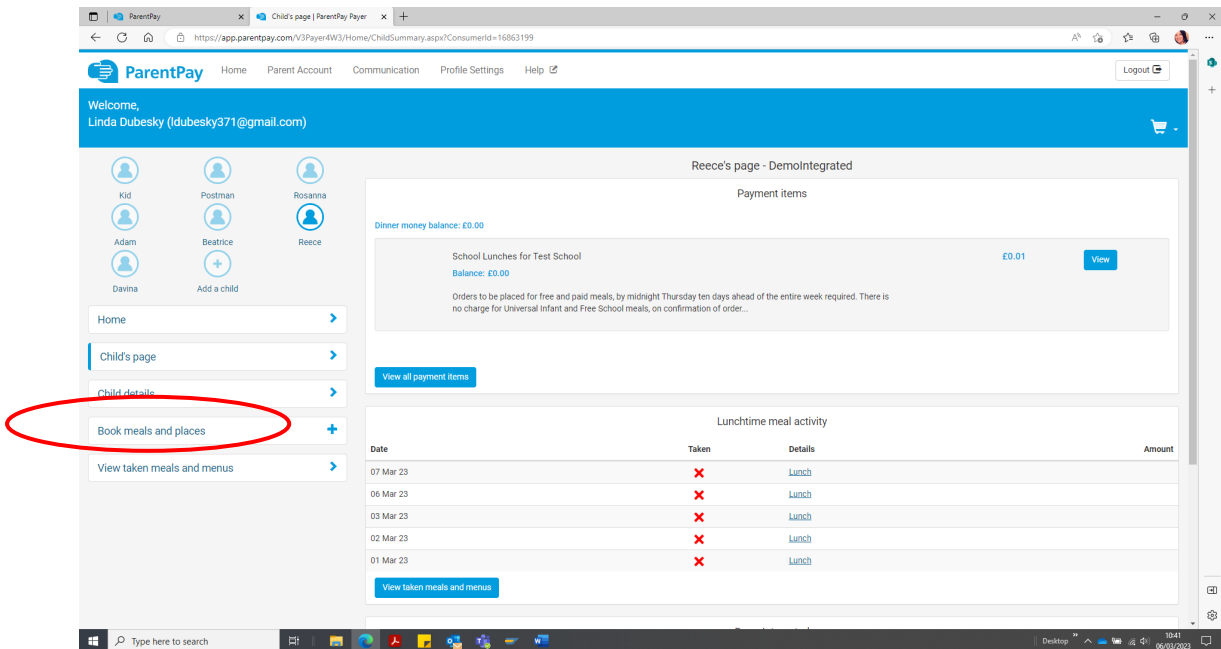 ParentPay
Child's page | ParentPay Payer
https://app.parentpay.com/V3Payer4W3/Home/ChildSummary.aspx?ConsumerId=16863199
ParentPay Home Parent Account Communication Profile Settings Help Logout
Welcome,
Linda Dubesky (ldubesky371@gmail.com)
Kid Postman Rosanna
Adam Beatrice Reece
Davina Add a child
Home
Child's page
Child details
Book meals and places
View taken meals and menus
Reece's page - DemoIntegrated
Payment items
Dinner money balance: £0.00
School Lunches for Test School £0.01 View
Balance: £0.00
Orders to be placed for free and paid meals, by midnight Thursday ten days ahead of the entire week required. There is
no charge for Universal Infant and Free School meals, on confirmation of order...
View all payment items
Lunchtime meal activity
Date Taken Details Amount
07 Mar 23 Lunch
06 Mar 23 Lunch
03 Mar 23 Lunch
02 Mar 23 Lunch
01 Mar 23 Lunch
View taken meals and menus
Type here to search
Desktop
10:41
06/03/2023